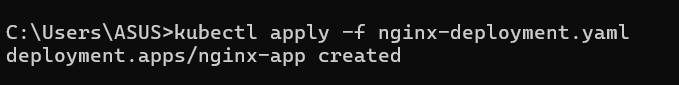 C:\Users\ASUS>kubectl apply -f nginx-deployment.yaml
deployment.apps/nginx-app created